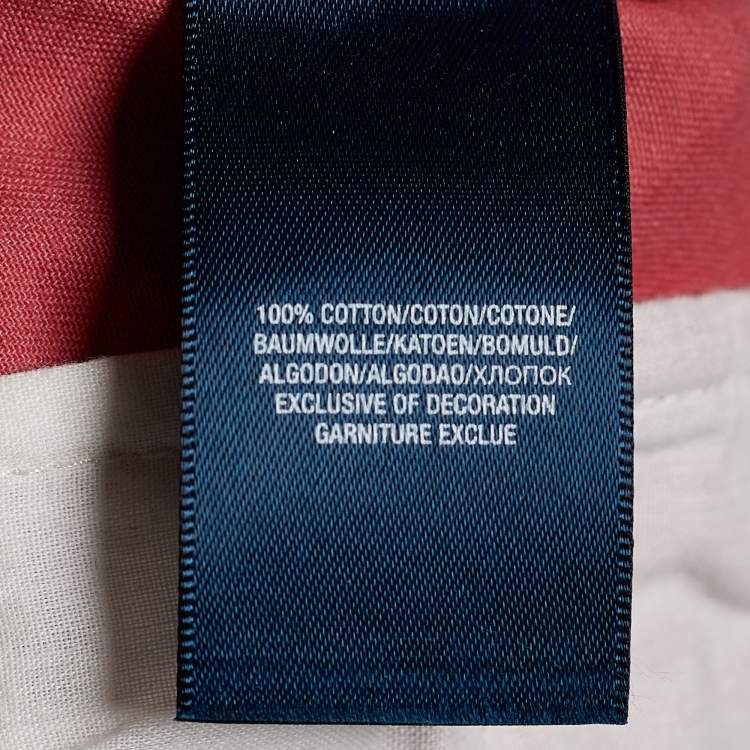 100% COTTON/COTON/COTONE/
BAUMWOLLE/KATOEN/BOMULD/
ALGODON/ALGODAO/ХЛОПОК
EXCLUSIVE OF DECORATION
GARNITURE EXCLUE